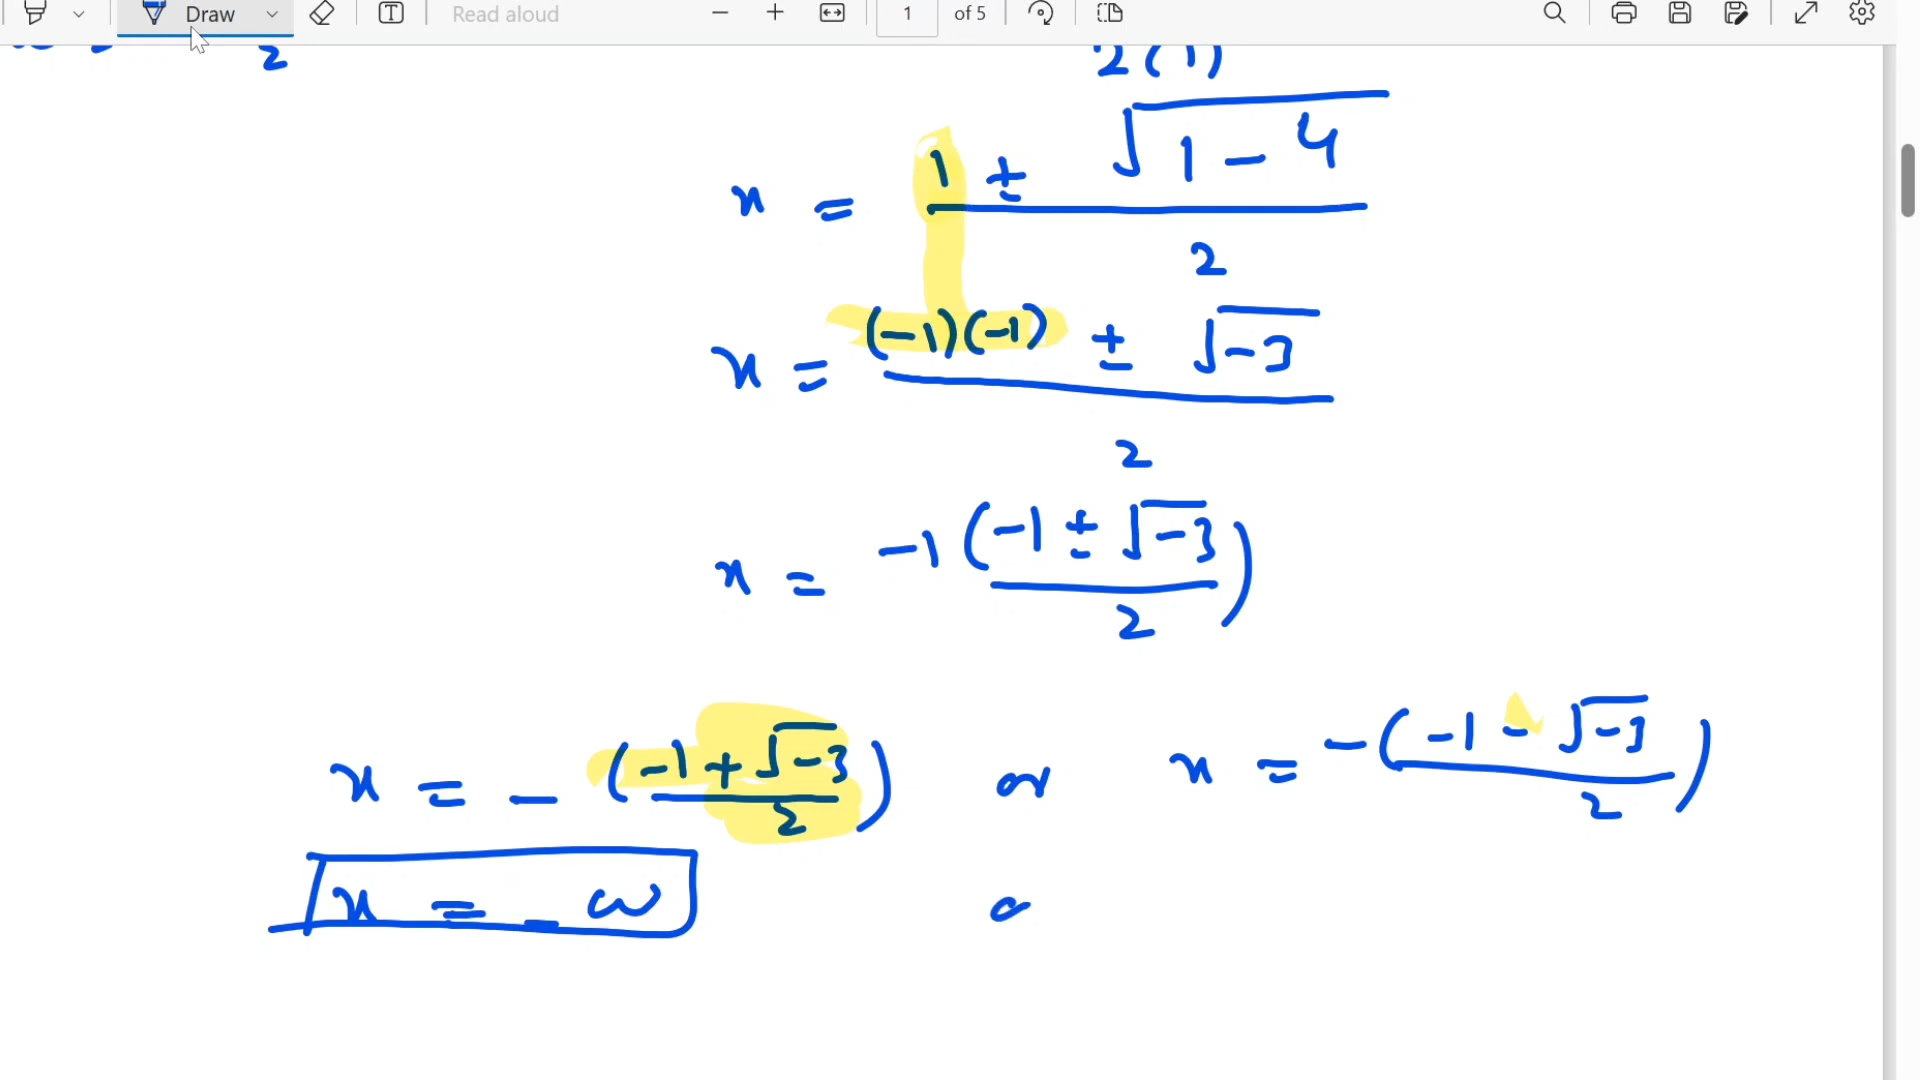 Draw Read aloud 1 of 5
2 2(1)
x = 1 ± √1 - 4
2
x = (-1)(-1) ± √-3
2
x = -1 (-1 ± √-3)
2
x = - (-1 + √-3) or x = -(-1 - √-3)
2 2
x = - ω